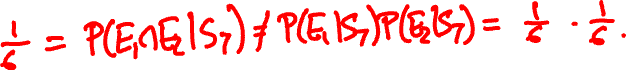 1/6 = P(E₁∩E₂|S₇) ≠ P(E₁|S₇)P(E₂|S₇) = 1/6 · 1/6.